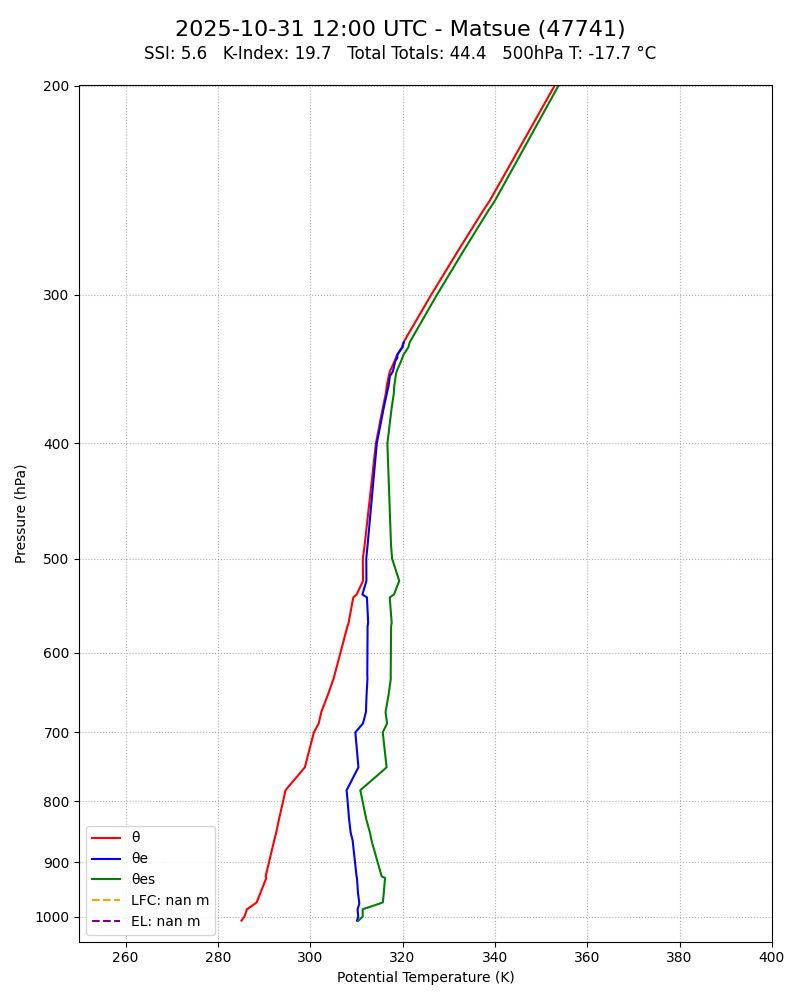 2025-10-31 12:00 UTC - Matsue (47741)
SSI: 5.6   K-Index: 19.7   Total Totals: 44.4   500hPa T: -17.7 °C
200
300
400
500
600
700
800
900
1000
Pressure (hPa)
θ
θe
θes
LFC: nan m
EL: nan m
260 280 300 320 340 360 380 400
Potential Temperature (K)